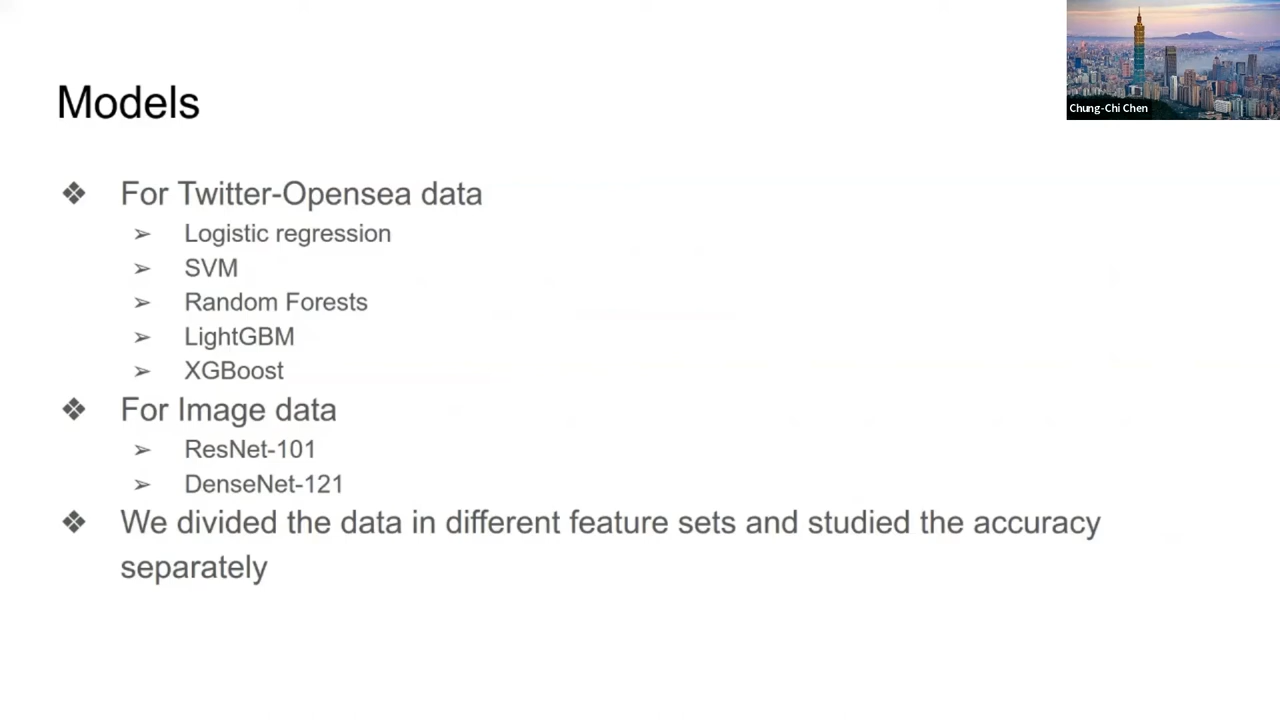 Models
Chung-Chi Chen
❖ For Twitter-Opensea data
➢ Logistic regression
➢ SVM
➢ Random Forests
➢ LightGBM
➢ XGBoost
❖ For Image data
➢ ResNet-101
➢ DenseNet-121
❖ We divided the data in different feature sets and studied the accuracy
separately